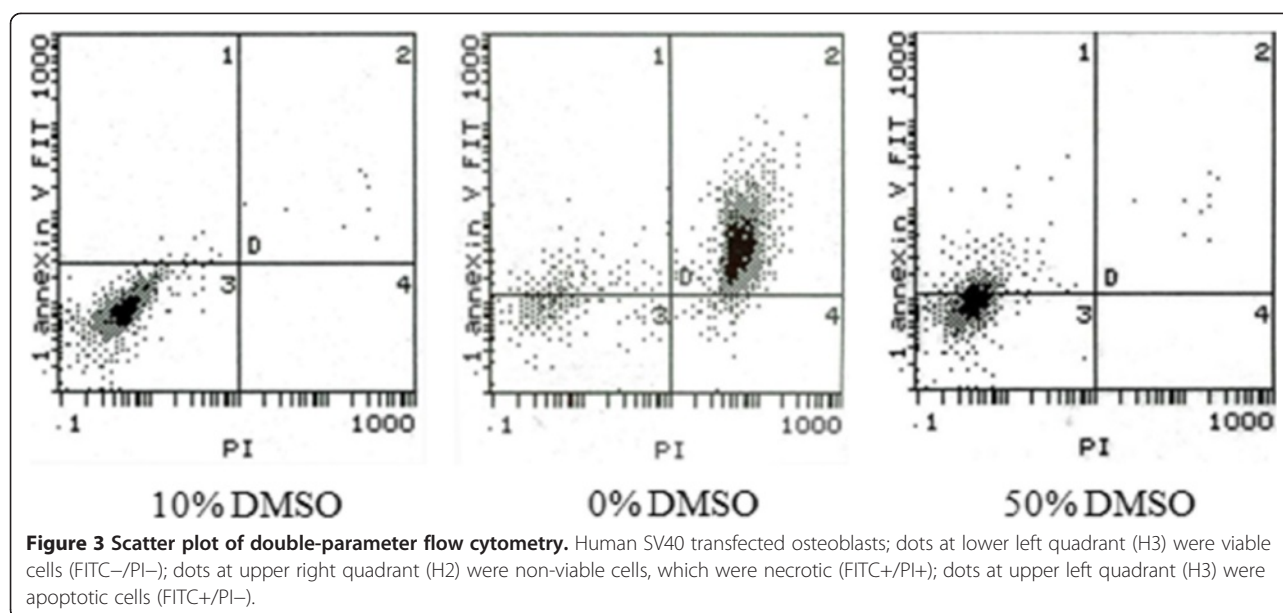 1000
1
2
annexin V FIT
D
3
4
.1
.1
1000
PI
10% DMSO
1000
1
2
annexin V FIT
D
3
4
.1
.1
1000
PI
0% DMSO
1000
1
2
annexin V FIT
D
3
4
.1
.1
1000
PI
50% DMSO
Figure 3 Scatter plot of double-parameter flow cytometry. Human SV40 transfected osteoblasts; dots at lower left quadrant (H3) were viable
cells (FITC−/PI−); dots at upper right quadrant (H2) were non-viable cells, which were necrotic (FITC+/PI+); dots at upper left quadrant (H3) were
apoptotic cells (FITC+/PI−).